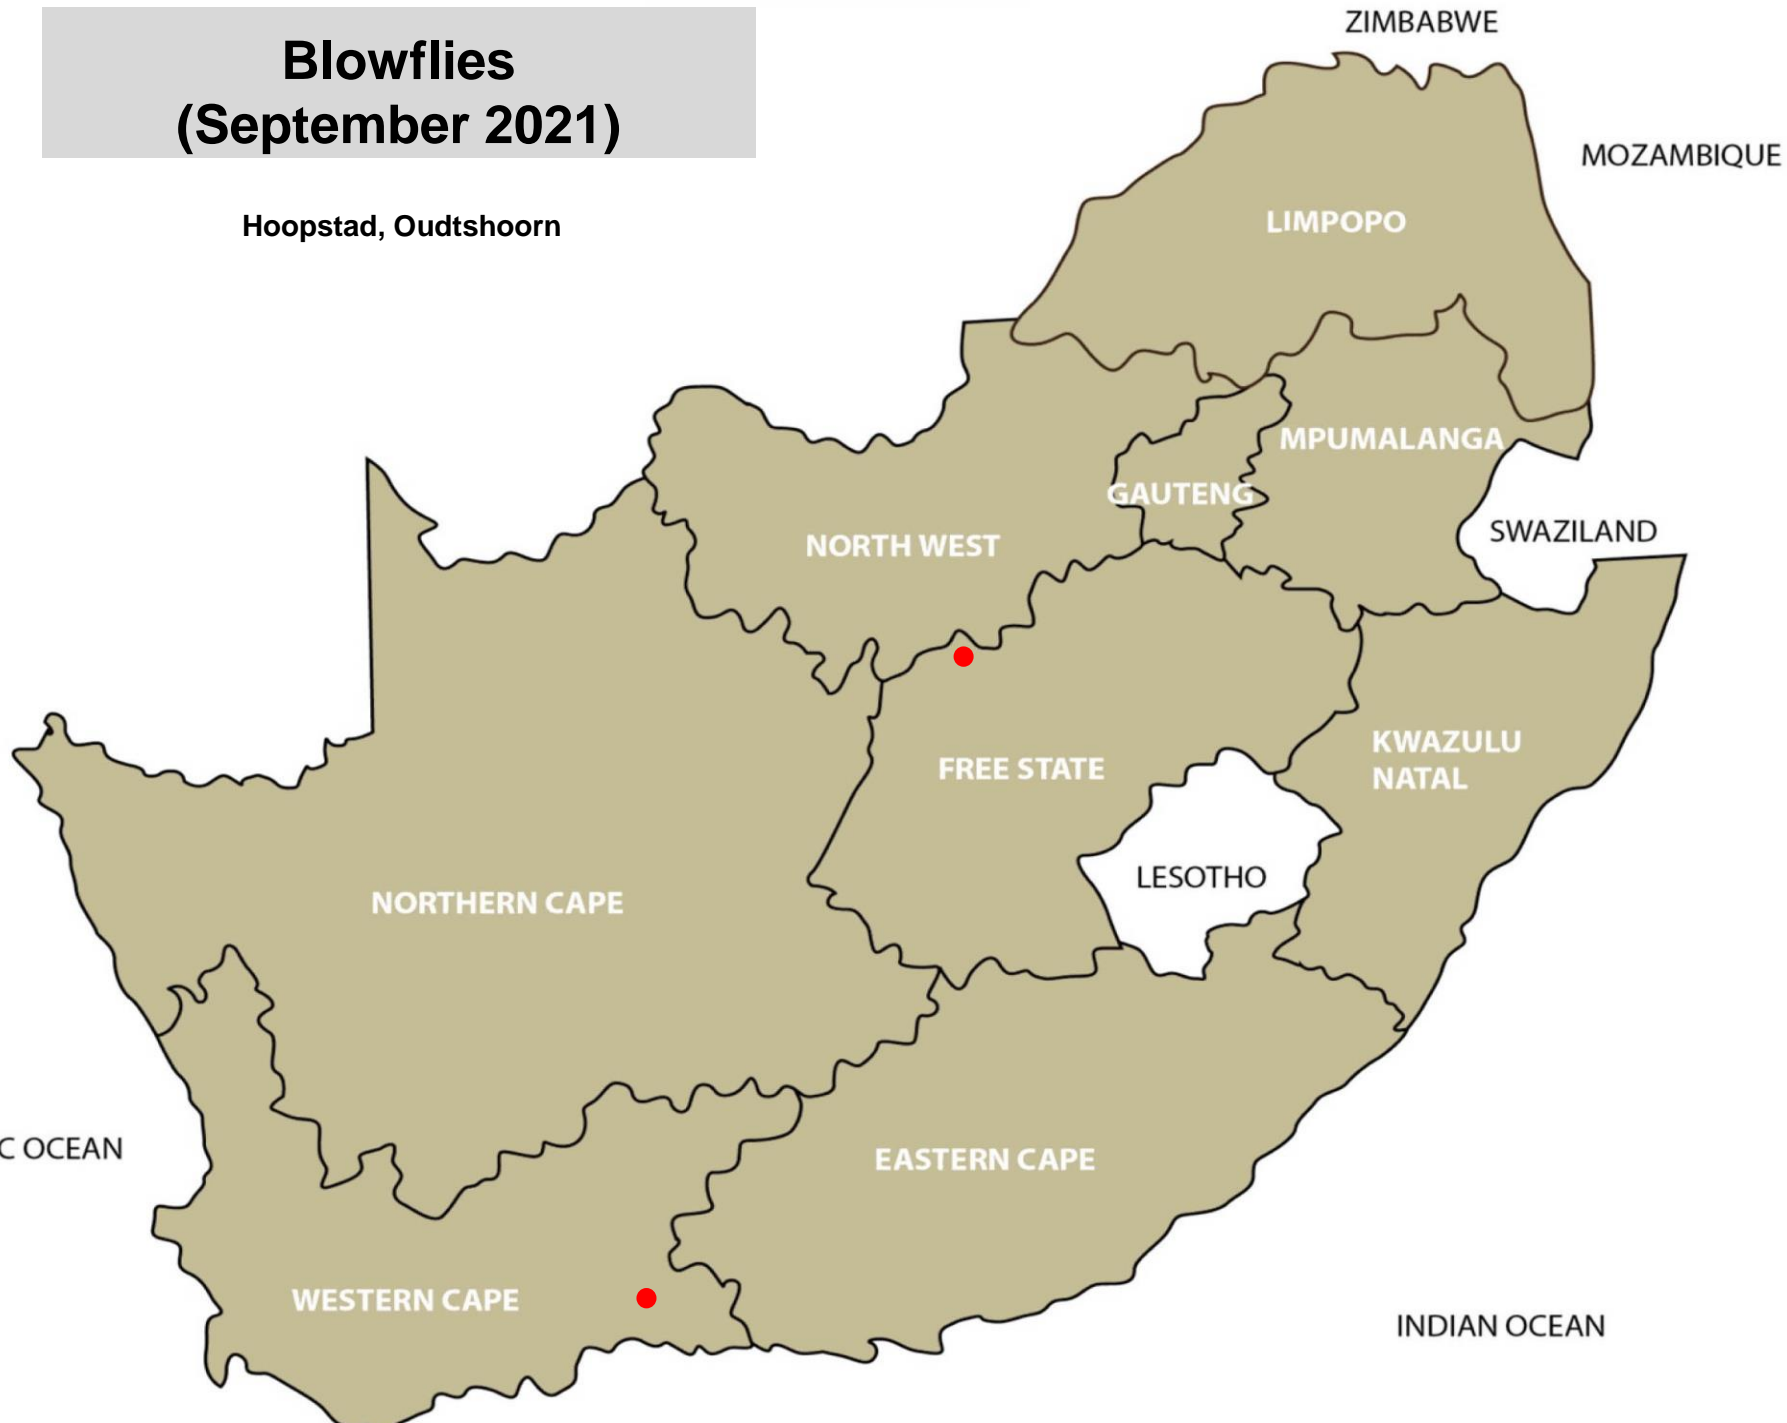 Blowflies
(September 2021)
Hoopstad, Oudtshoorn
ZIMBABWE
MOZAMBIQUE
LIMPOPO
MPUMALANGA
GAUTENG
SWAZILAND
NORTH WEST
KWAZULU
NATAL
FREE STATE
LESOTHO
NORTHERN CAPE
C OCEAN
EASTERN CAPE
WESTERN CAPE
INDIAN OCEAN